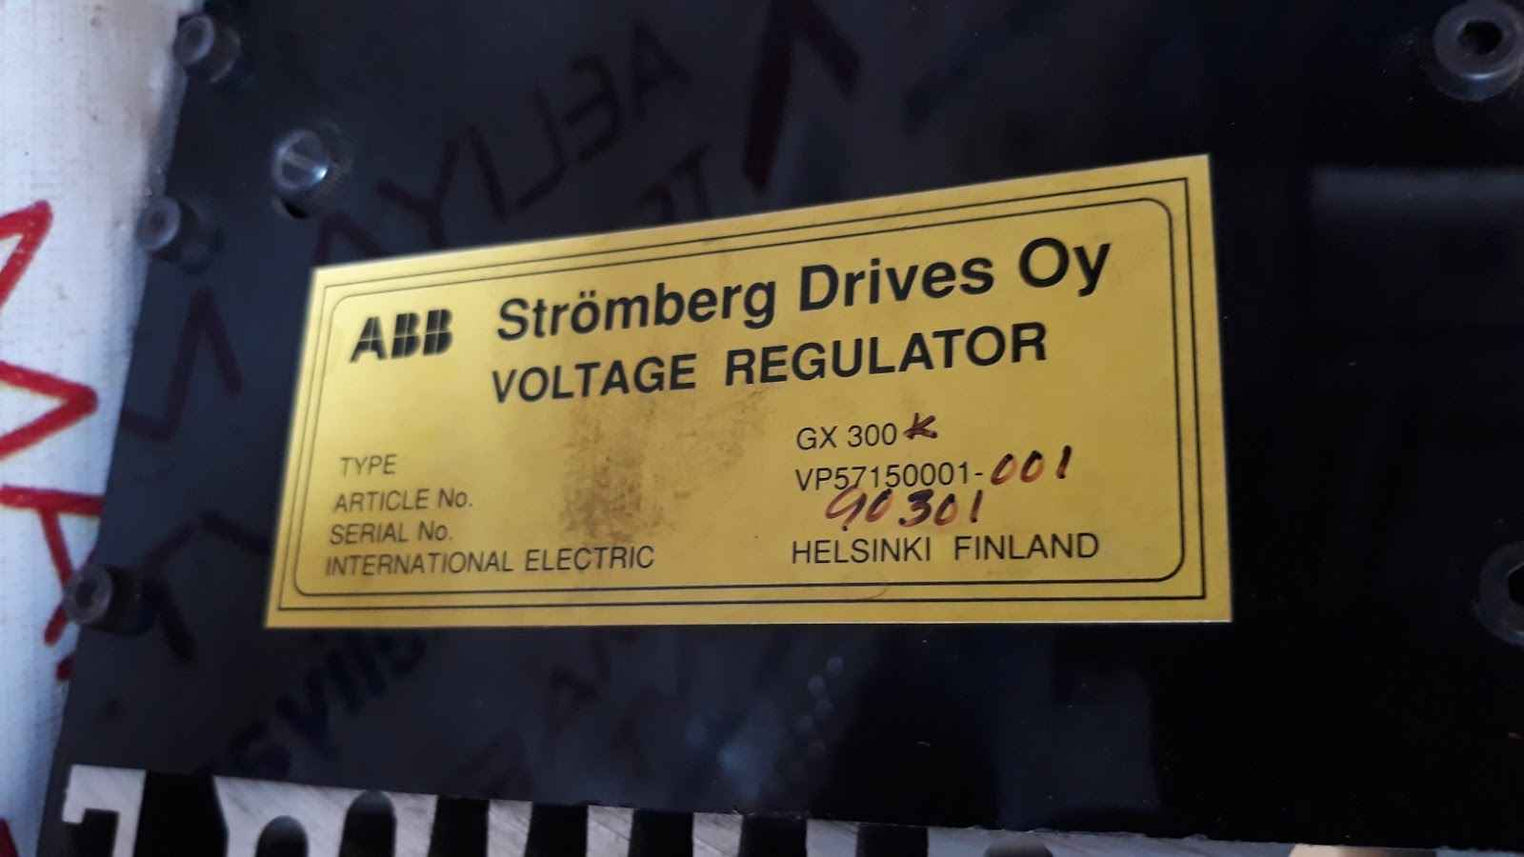 ABB Strömberg Drives Oy
VOLTAGE REGULATOR
TYPE GX 300 K
ARTICLE No. VP57150001-001
SERIAL No. 90301
INTERNATIONAL ELECTRIC HELSINKI FINLAND